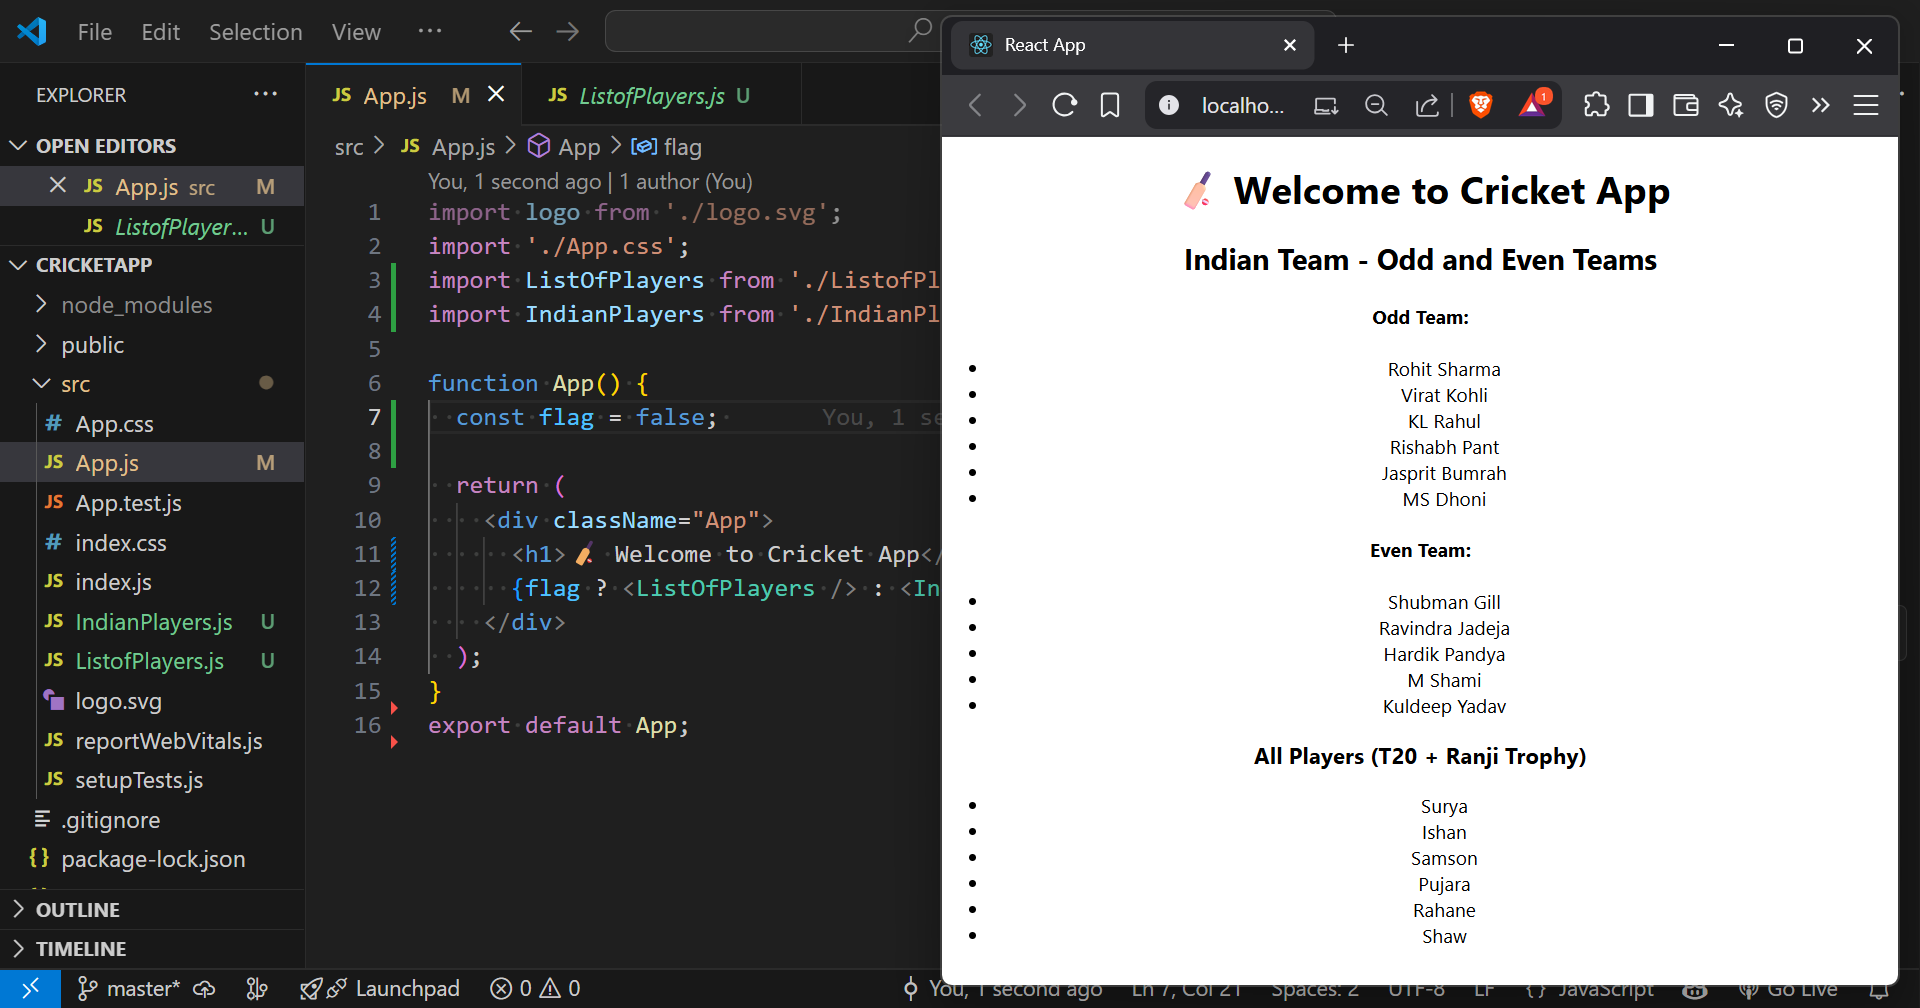 File Edit Selection View ···
EXPLORER ···
OPEN EDITORS
JS App.js src M
JS ListofPlayer... U
CRICKETAPP
node_modules
public
src
# App.css
JS App.js M
JS App.test.js
# index.css
JS index.js
JS IndianPlayers.js U
JS ListofPlayers.js U
logo.svg
JS reportWebVitals.js
JS setupTests.js
.gitignore
{} package-lock.json
OUTLINE
TIMELINE
JS App.js M
JS ListofPlayers.js U
src > JS App.js > App > flag
You, 1 second ago | 1 author (You)
1 import logo from './logo.svg';
2 import './App.css';
3 import ListOfPlayers from './ListofPl
4 import IndianPlayers from './IndianPl
5
6 function App() {
7 const flag = false; You, 1 se
8
9 return (
10 <div className="App">
11 <h1>🏏 Welcome to Cricket App</
12 {flag ? <ListOfPlayers /> : <In
13 </div>
14 );
15 }
16 export default App;
React App
localho...
1
🏏 Welcome to Cricket App
Indian Team - Odd and Even Teams
Odd Team:
Rohit Sharma
Virat Kohli
KL Rahul
Rishabh Pant
Jasprit Bumrah
MS Dhoni
Even Team:
Shubman Gill
Ravindra Jadeja
Hardik Pandya
M Shami
Kuldeep Yadav
All Players (T20 + Ranji Trophy)
Surya
Ishan
Samson
Pujara
Rahane
Shaw
master* Launchpad 0 0 You, 1 second ago Ln 7, Col 21 Spaces: 2 UTF-8 LF {} JavaScript Go Live